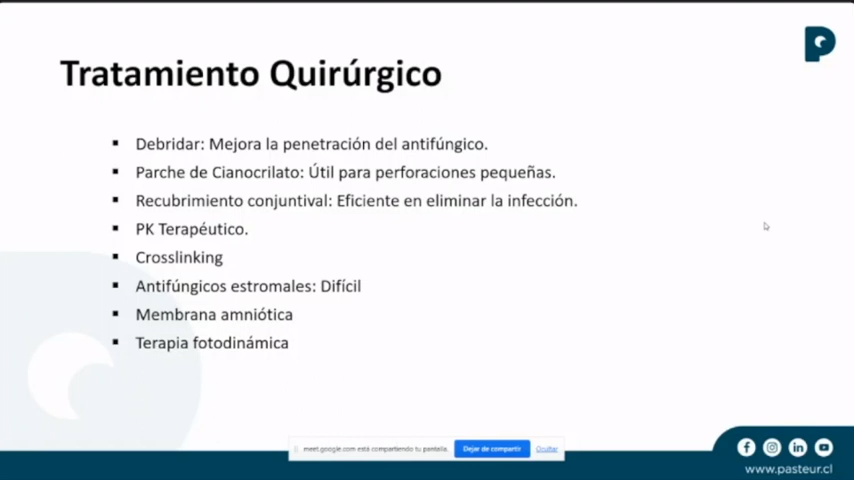 Tratamiento Quirúrgico
Debridar: Mejora la penetración del antifúngico.
Parche de Cianocrilato: Útil para perforaciones pequeñas.
Recubrimiento conjuntival: Eficiente en eliminar la infección.
PK Terapéutico.
Crosslinking
Antifúngicos estromales: Difícil
Membrana amniótica
Terapia fotodinámica
meet.google.com está compartiendo tu pantalla. Dejar de compartir Ocultar
www.pasteur.cl